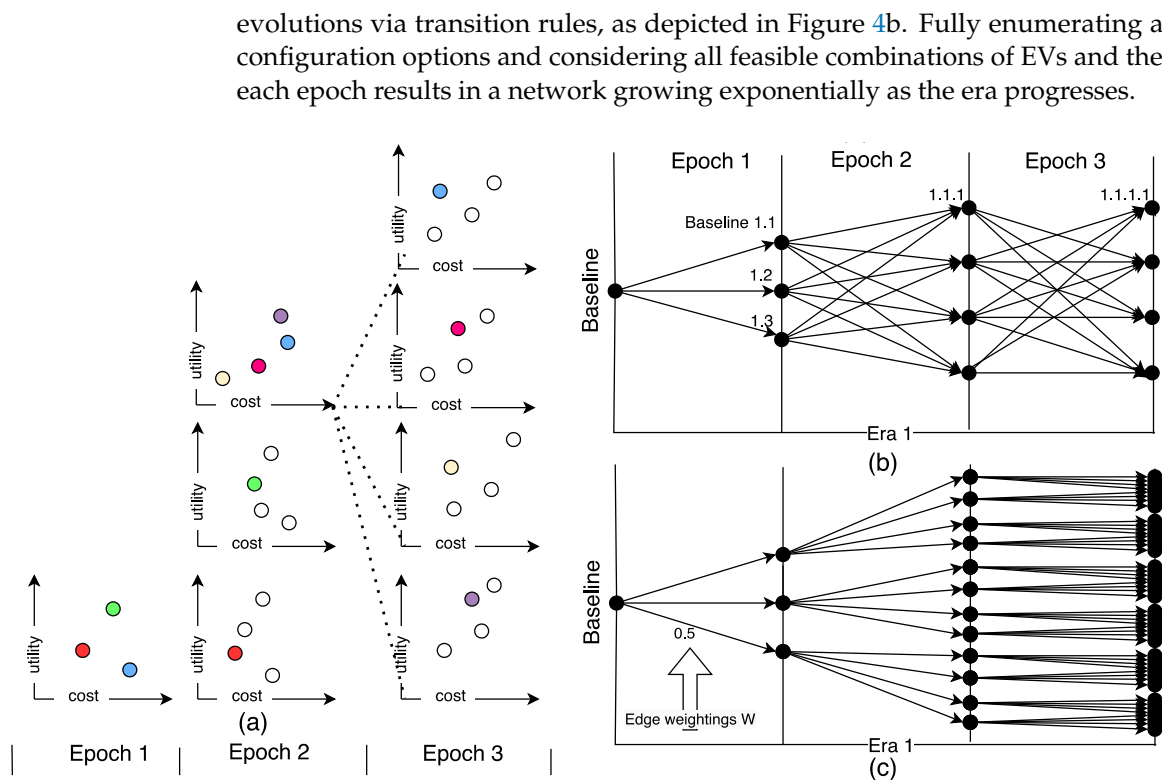 evolutions via transition rules, as depicted in Figure 4b. Fully enumerating a
configuration options and considering all feasible combinations of EVs and the
each epoch results in a network growing exponentially as the era progresses.
utility
cost
utility
cost
utility
cost
utility
cost
utility
cost
utility
cost
utility
cost
utility
cost
(a)
Epoch 1
Epoch 2
Epoch 3
Epoch 1
Epoch 2
Epoch 3
Baseline
Baseline 1.1
1.2
1.3
1.1.1
1.1.1.1
Era 1
(b)
Baseline
0.5
Edge weightings W
Era 1
(c)